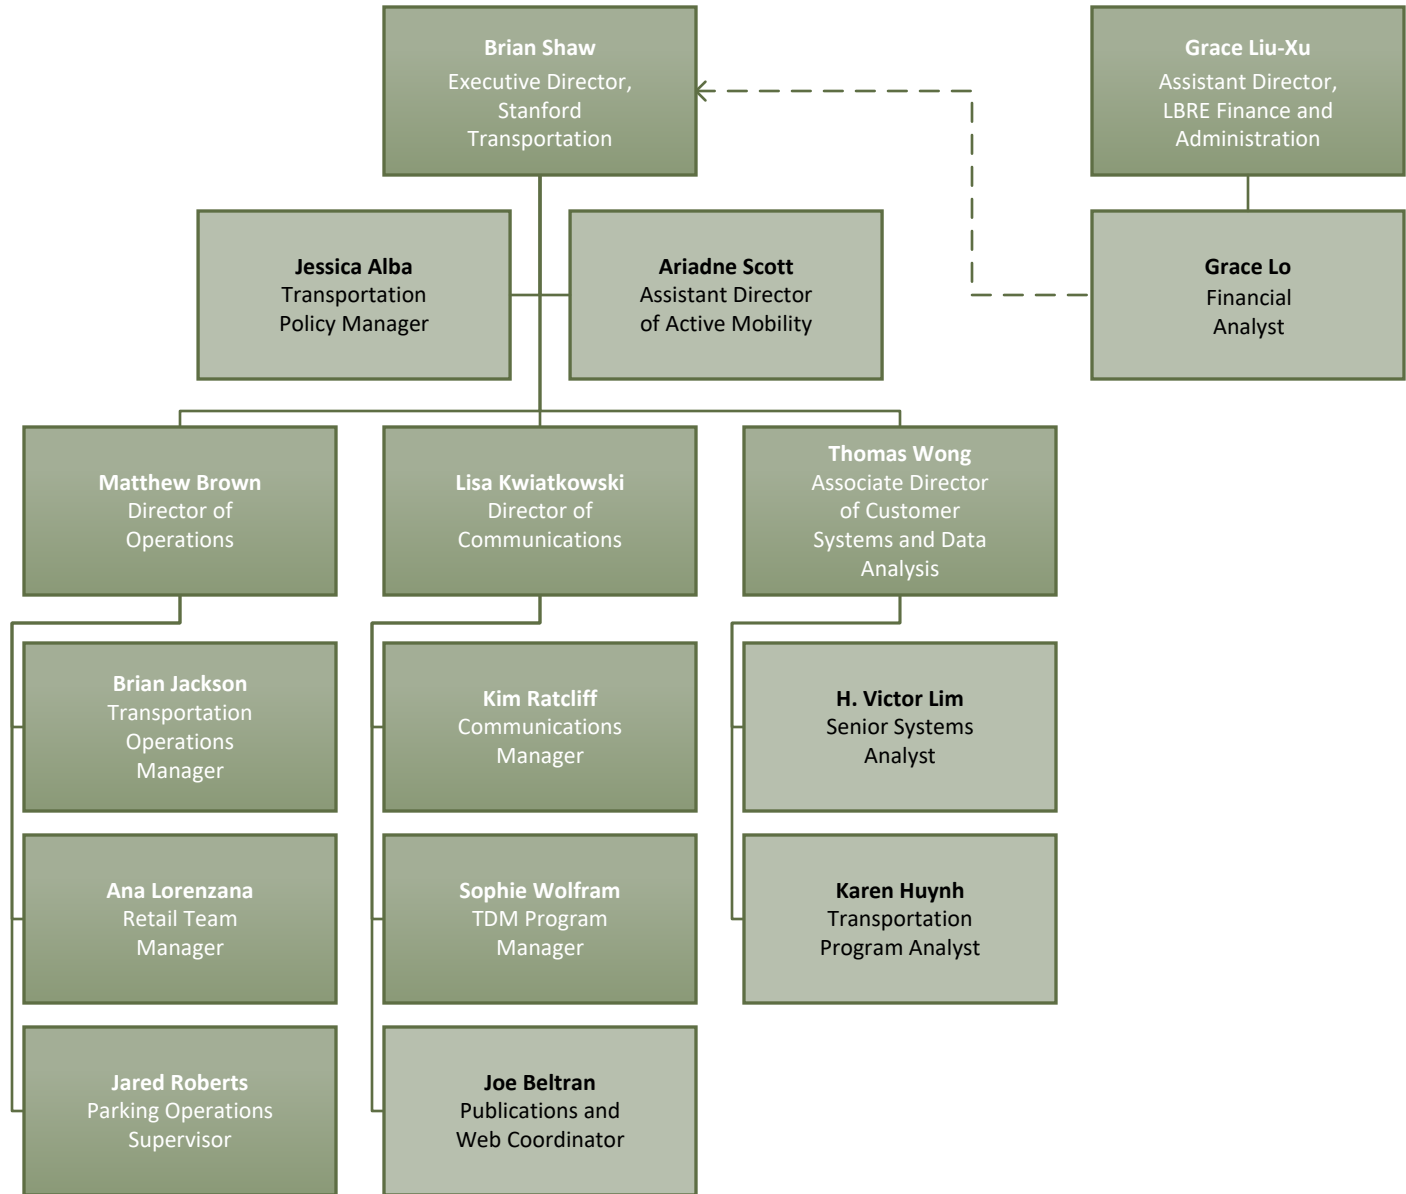 Brian Shaw
Executive Director,
Stanford
Transportation
Grace Liu-Xu
Assistant Director,
LBRE Finance and
Administration
Jessica Alba
Transportation
Policy Manager
Ariadne Scott
Assistant Director
of Active Mobility
Grace Lo
Financial
Analyst
Matthew Brown
Director of
Operations
Lisa Kwiatkowski
Director of
Communications
Thomas Wong
Associate Director
of Customer
Systems and Data
Analysis
Brian Jackson
Transportation
Operations
Manager
Kim Ratcliff
Communications
Manager
H. Victor Lim
Senior Systems
Analyst
Ana Lorenzana
Retail Team
Manager
Sophie Wolfram
TDM Program
Manager
Karen Huynh
Transportation
Program Analyst
Jared Roberts
Parking Operations
Supervisor
Joe Beltran
Publications and
Web Coordinator